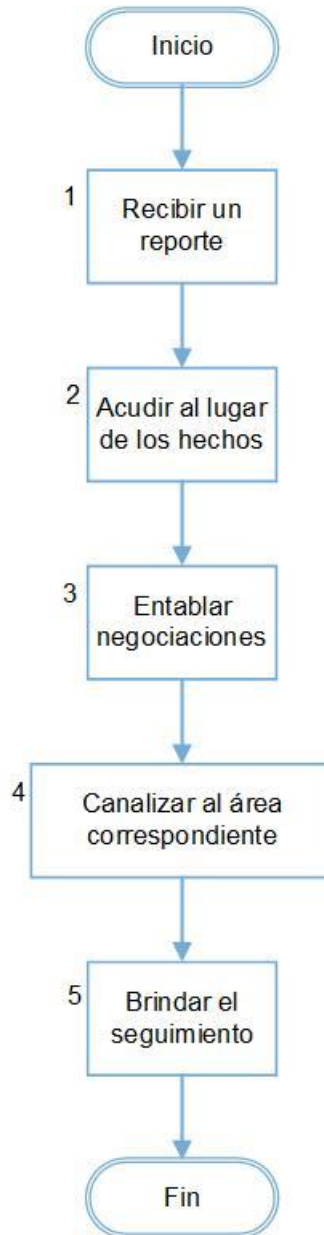 Inicio
1
Recibir un
reporte
2
Acudir al lugar
de los hechos
3
Entablar
negociaciones
4
Canalizar al área
correspondiente
5
Brindar el
seguimiento
Fin